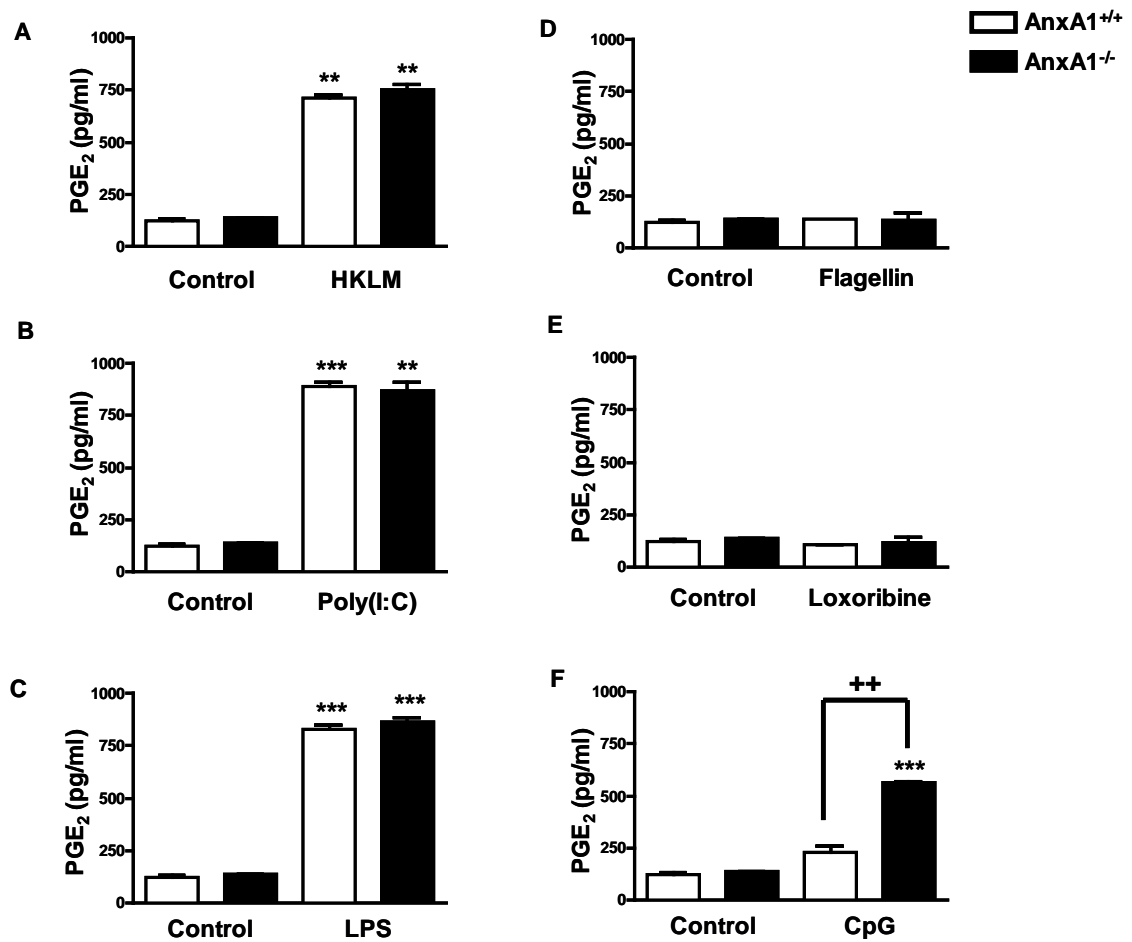 AnxA1+/+
AnxA1-/-
A
1000
750
500
250
0
PGE2 (pg/ml)
** **
Control HKLM
D
1000
750
500
250
0
PGE2 (pg/ml)
Control Flagellin
B
1000
750
500
250
0
PGE2 (pg/ml)
*** **
Control Poly(I:C)
E
1000
750
500
250
0
PGE2 (pg/ml)
Control Loxoribine
C
1000
750
500
250
0
PGE2 (pg/ml)
*** ***
Control LPS
F
1000
750
500
250
0
PGE2 (pg/ml)
++
***
Control CpG